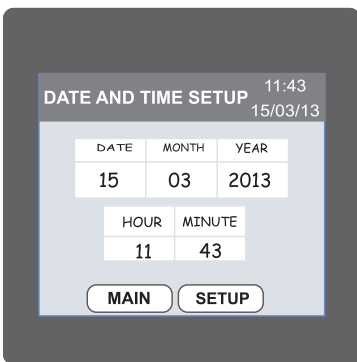 DATE AND TIME SETUP
11:43
15/03/13
DATE MONTH YEAR
15 03 2013
HOUR MINUTE
11 43
MAIN SETUP